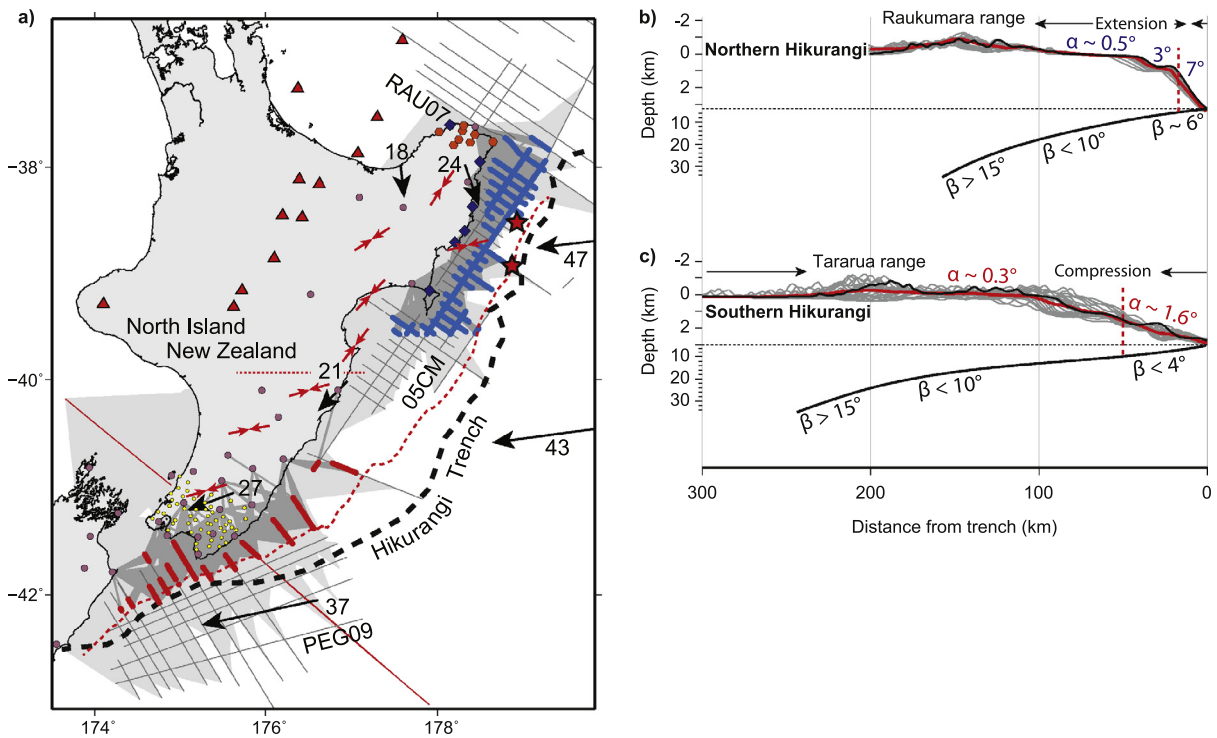 a)
RAU07
18
24
47
−38˚
North Island
New Zealand
21
05CM
−40˚
43
Hikurangi Trench
27
37
PEG09
−42˚
174˚
176˚
178˚
b)
Raukumara range
Extension
Northern Hikurangi
α ~ 0.5°
3°
7°
Depth (km)
-2
0
2
10
20
30
β ~ 6°
β < 10°
β > 15°
c)
Tararua range
α ~ 0.3°
Compression
Southern Hikurangi
α ~ 1.6°
Depth (km)
-2
0
2
10
20
30
β < 4°
β < 10°
β > 15°
300
200
100
0
Distance from trench (km)